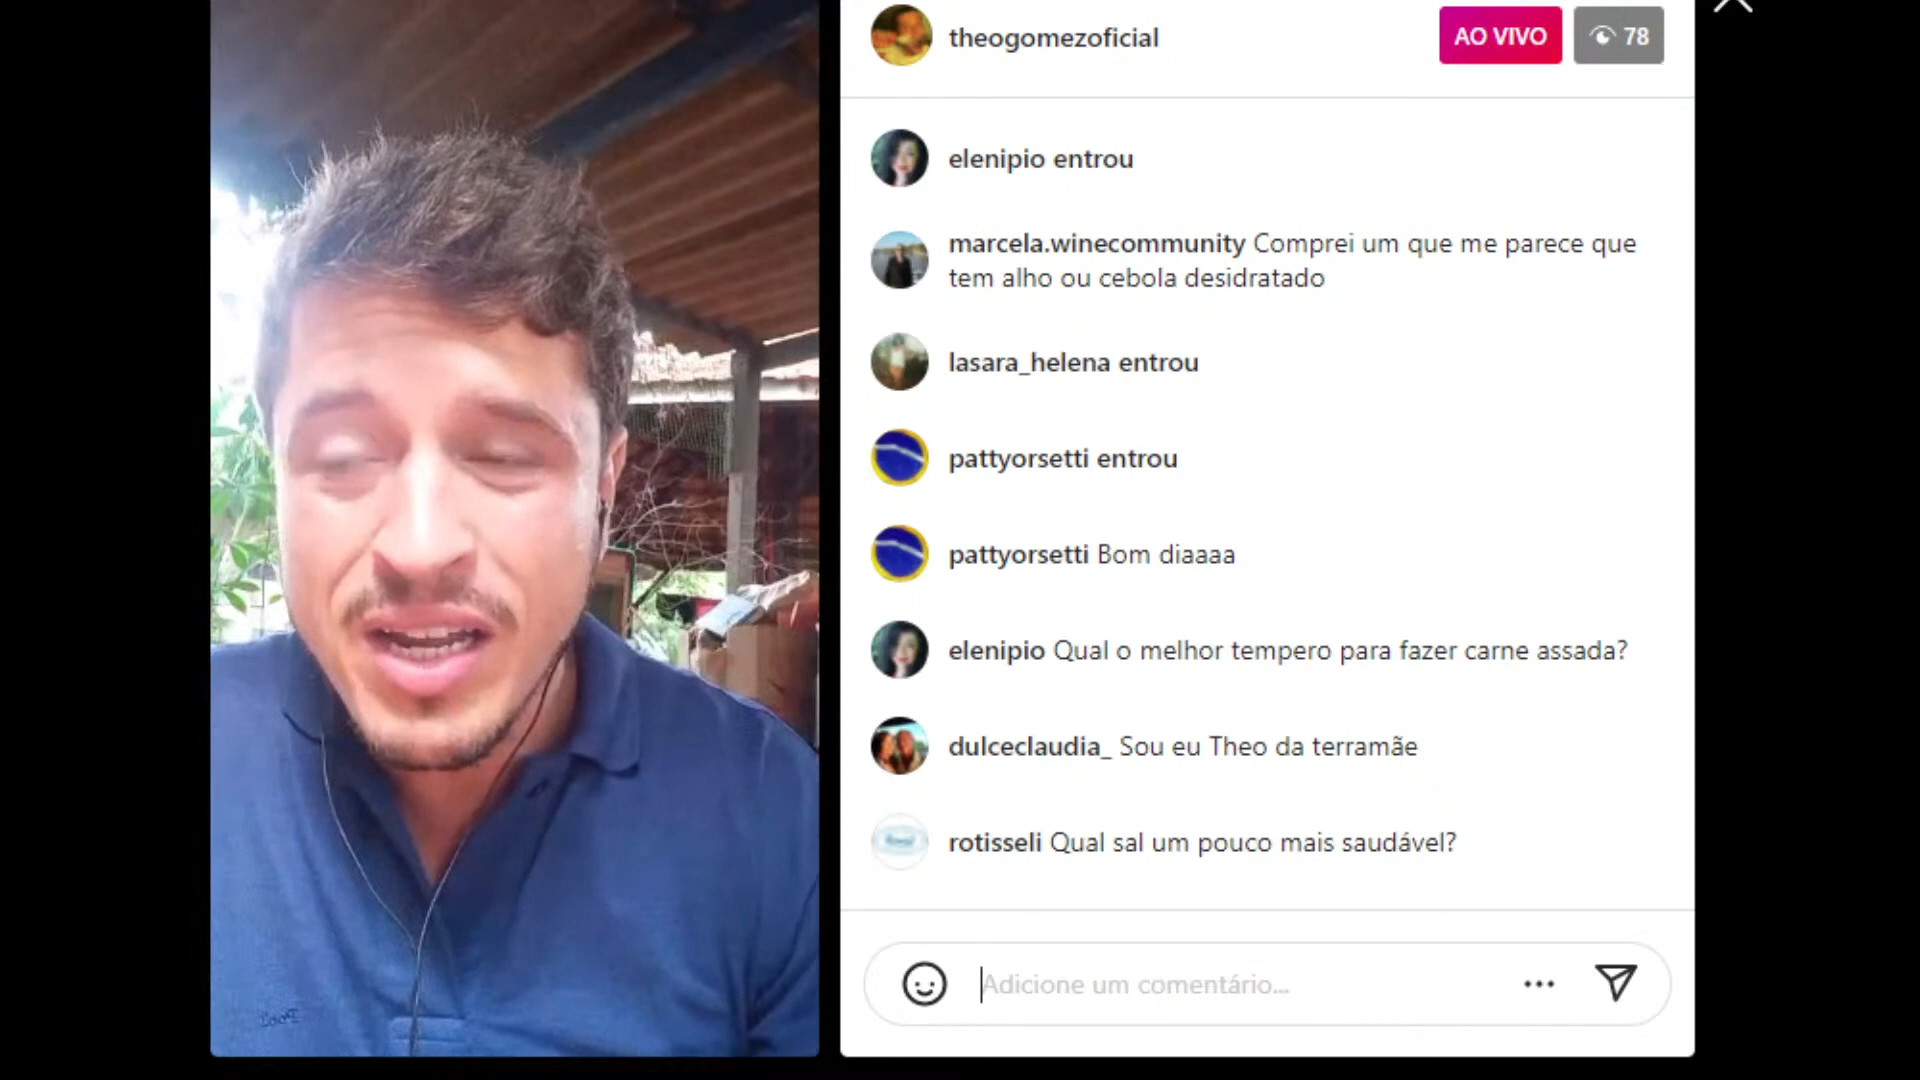 theogomezoficial
AO VIVO
78
elenipio entrou
marcela.winecommunity Comprei um que me parece que
tem alho ou cebola desidratado
lasara_helena entrou
pattyorsetti entrou
pattyorsetti Bom diaaaa
elenipio Qual o melhor tempero para fazer carne assada?
dulceclaudia_ Sou eu Theo da terramãe
rotisseli Qual sal um pouco mais saudável?
Adicione um comentário...